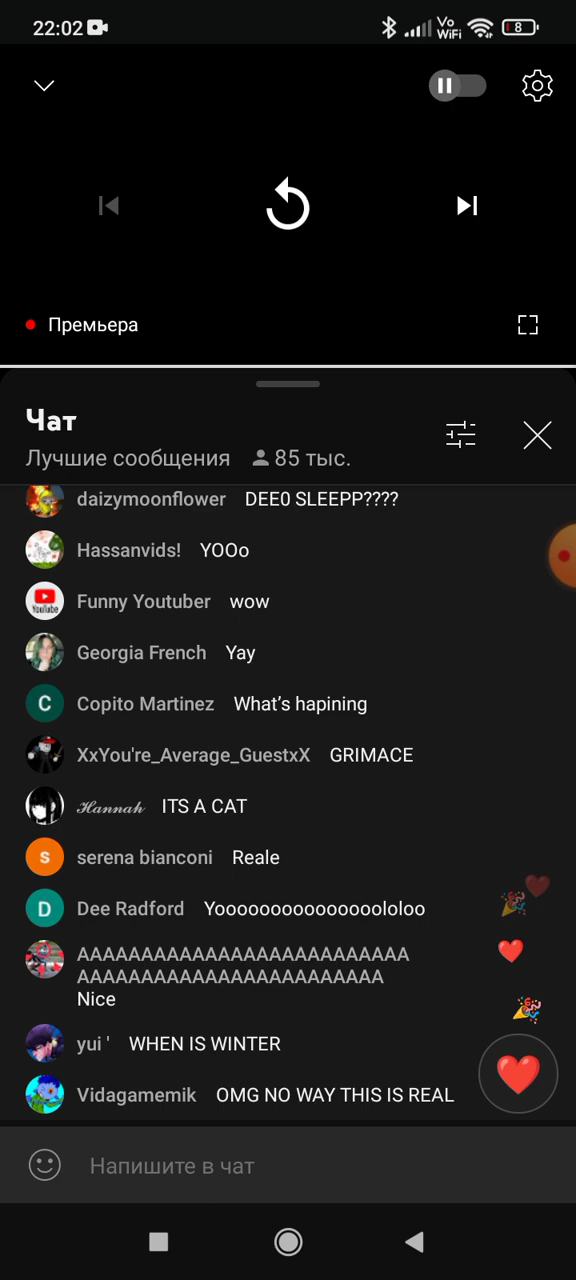 22:02
Vo
WiFi
8
Премьера
Чат
Лучшие сообщения 85 тыс.
daizymoonflower DEE0 SLEEPP????
Hassanvids! YOOo
YouTube
Funny Youtuber wow
Georgia French Yay
C
Copito Martinez What’s hapining
XxYou're_Average_GuestxX GRIMACE
𝓗𝓪𝓷𝓷𝓪𝓱 ITS A CAT
s
serena bianconi Reale
D
Dee Radford Yooooooooooooooololoo
AAAAAAAAAAAAAAAAAAAAAAAAAA
AAAAAAAAAAAAAAAAAAAAAAAA
Nice
yui ' WHEN IS WINTER
Vidagamemik OMG NO WAY THIS IS REAL
Напишите в чат